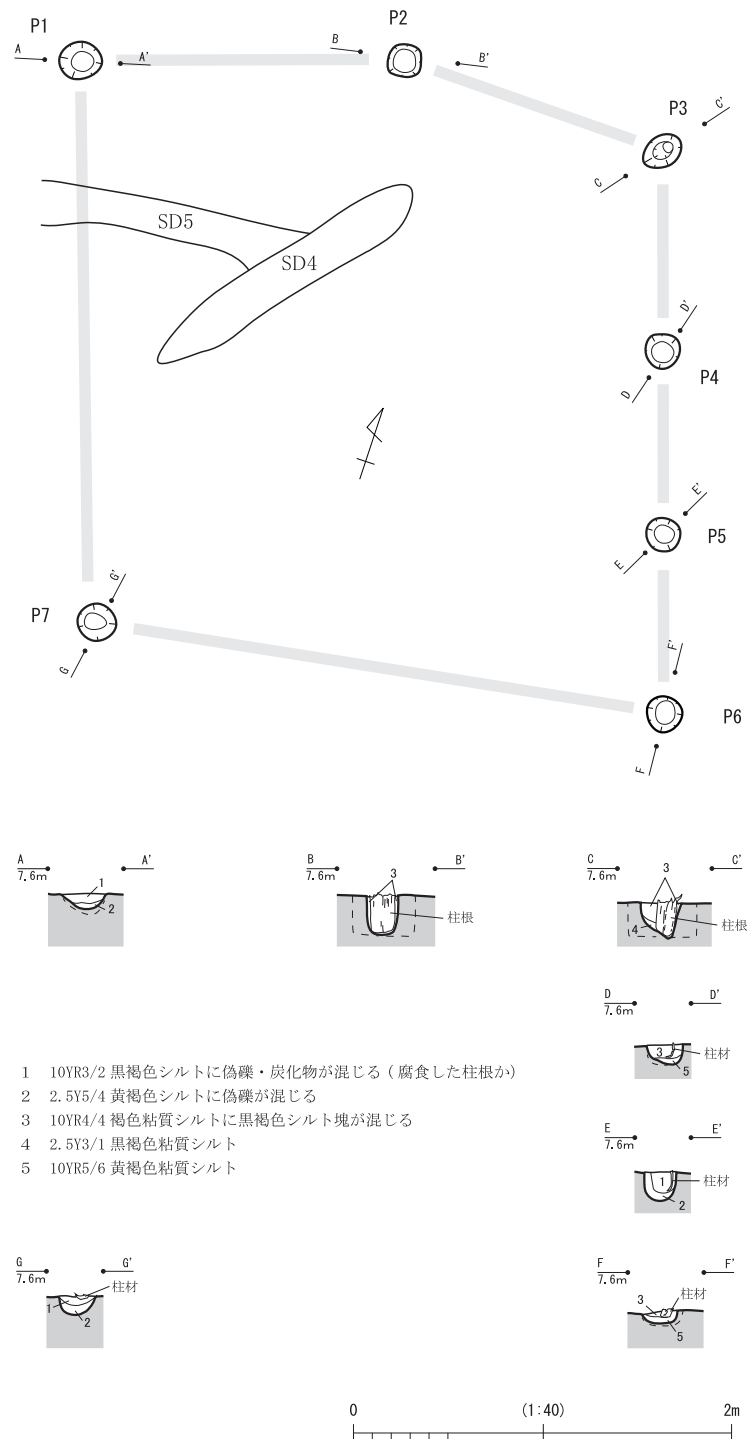 P1
P2
P3
P4
P5
P6
P7
A
A'
B
B'
C
C'
D
D'
E
E'
F
F'
G
G'
SD5
SD4
A
A'
7.6m
1
2
B
B'
7.6m
3
柱根
C
C'
7.6m
3
4
柱根
D
D'
7.6m
3
柱材
5
1 10YR3/2 黒褐色シルトに偽礫・炭化物が混じる（腐食した柱根か）
2 2.5Y5/4 黄褐色シルトに偽礫が混じる
3 10YR4/4 褐色粘質シルトに黒褐色シルト塊が混じる
4 2.5Y3/1 黒褐色粘質シルト
5 10YR5/6 黄褐色粘質シルト
E
E'
7.6m
1
柱材
2
G
G'
7.6m
柱材
1
2
F
F'
7.6m
3
柱材
5
0 (1:40) 2m